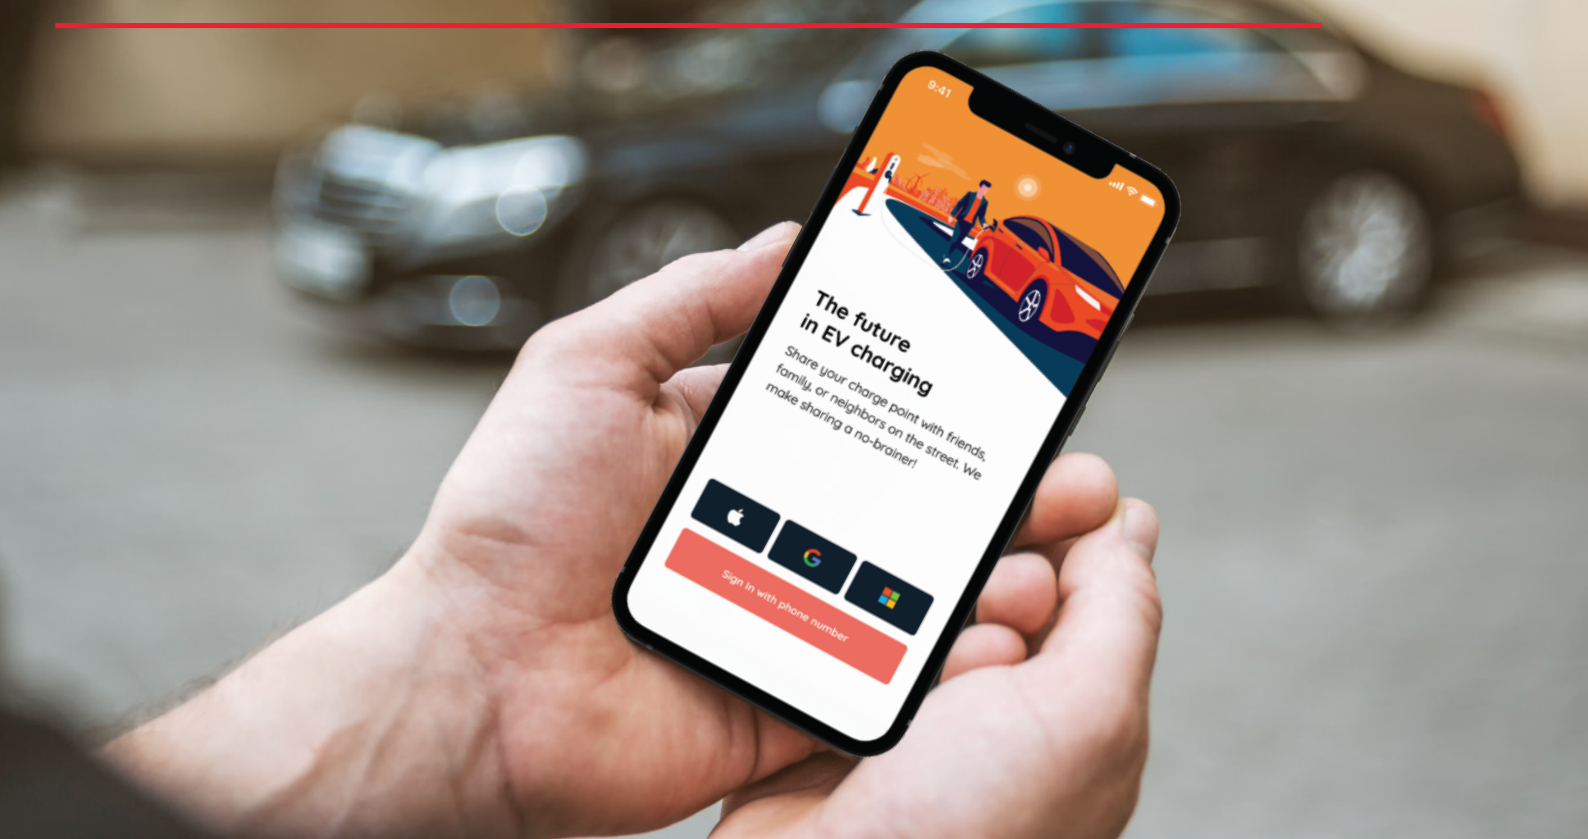 9:41
The future
in EV charging
Share your charge point with friends,
family, or neighbors on the street. We
make sharing a no-brainer!
Sign In with phone number